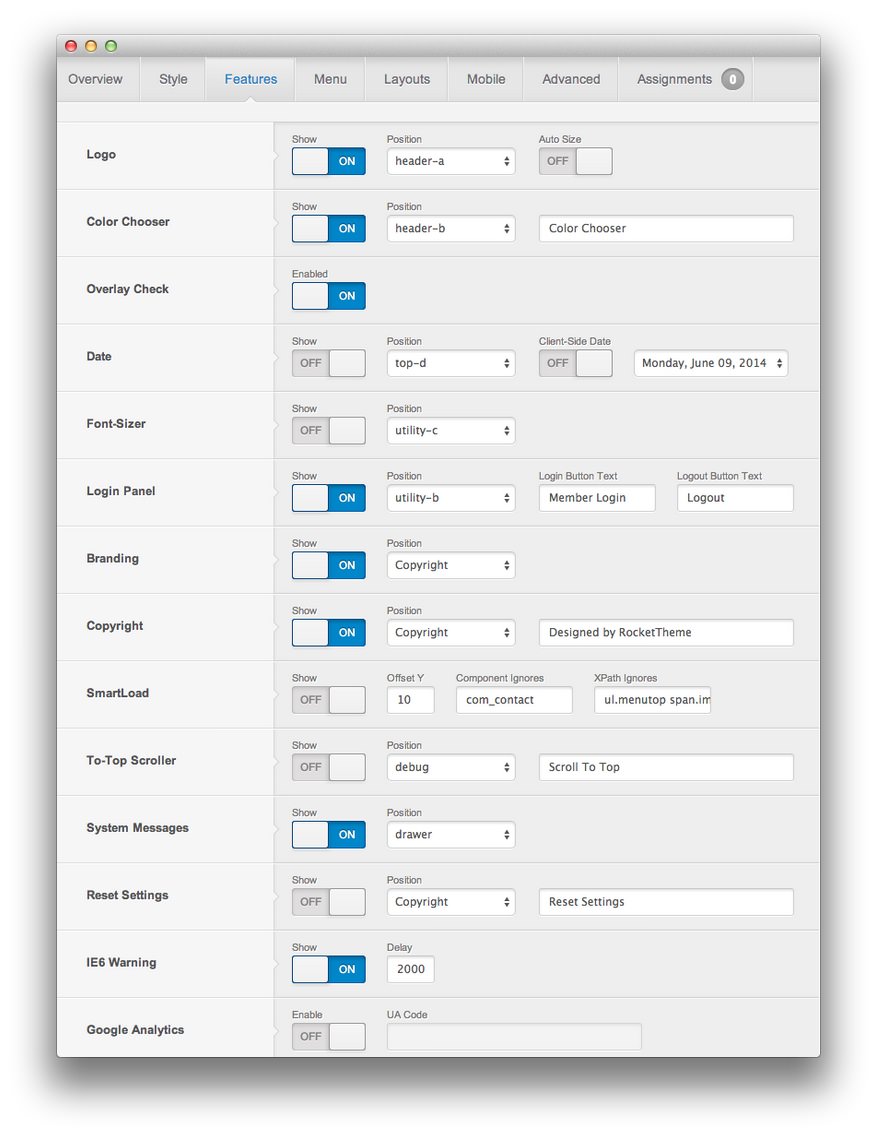 Overview Style Features Menu Layouts Mobile Advanced Assignments 0
Show Position Auto Size
Logo ON header-a OFF
Show Position
Color Chooser ON header-b Color Chooser
Enabled
Overlay Check ON
Show Position Client-Side Date
Date OFF top-d OFF Monday, June 09, 2014
Show Position
Font-Sizer OFF utility-c
Show Position Login Button Text Logout Button Text
Login Panel ON utility-b Member Login Logout
Show Position
Branding ON Copyright
Show Position
Copyright ON Copyright Designed by RocketTheme
Show Offset Y Component Ignores XPath Ignores
SmartLoad OFF 10 com_contact ul.menutop span.im
Show Position
To-Top Scroller OFF debug Scroll To Top
Show Position
System Messages ON drawer
Show Position
Reset Settings OFF Copyright Reset Settings
Show Delay
IE6 Warning ON 2000
Enable UA Code
Google Analytics OFF